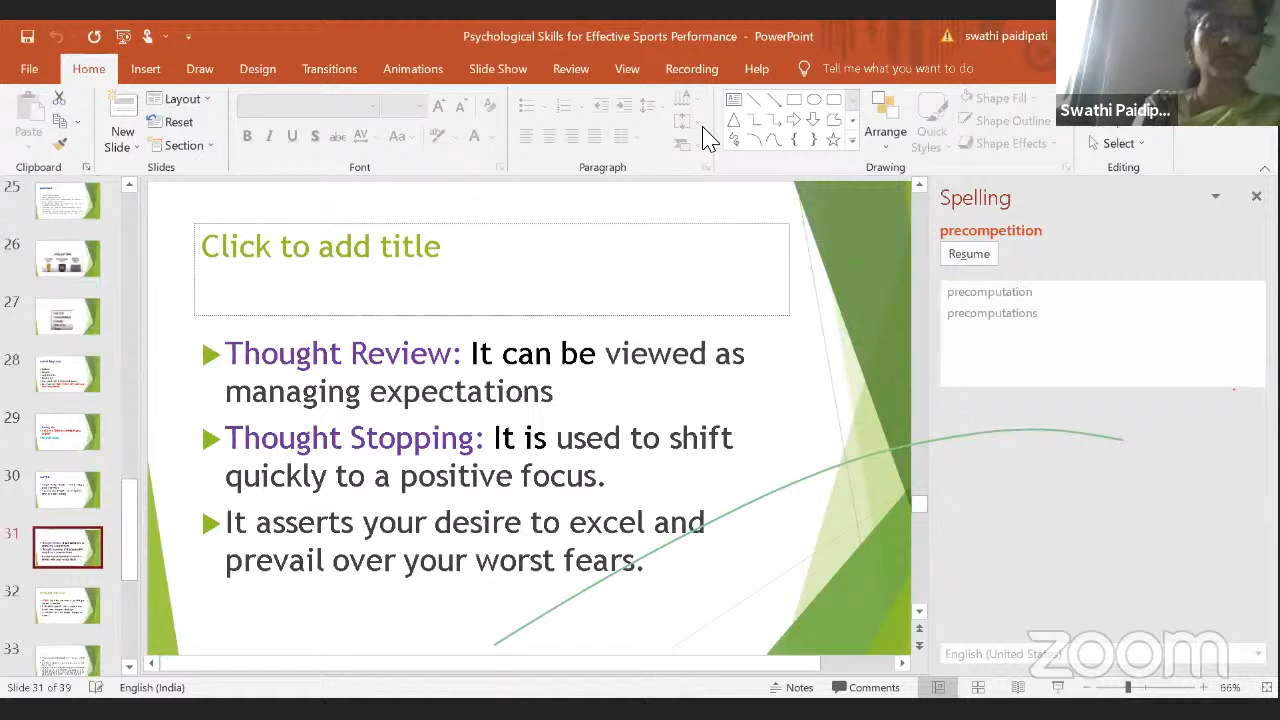 Psychological Skills for Effective Sports Performance - PowerPoint
swathi paidipati
File Home Insert Draw Design Transitions Animations Slide Show Review View Recording Help Tell me what you want to do
Swathi Paidip...
Paste
New Slide
Layout
Reset
Section
B I U S abc AV Aa A
Arrange
Quick Styles
Shape Fill
Shape Outline
Shape Effects
Select
Clipboard Slides Font Paragraph Drawing Editing
25
26
27
28
29
30
31
32
33
Click to add title
Thought Review: It can be viewed as
managing expectations
Thought Stopping: It is used to shift
quickly to a positive focus.
It asserts your desire to excel and
prevail over your worst fears.
Spelling
precompetition
Resume
precomputation
precomputations
English (United States)
zoom
Slide 31 of 39 English (India) Notes Comments 66%